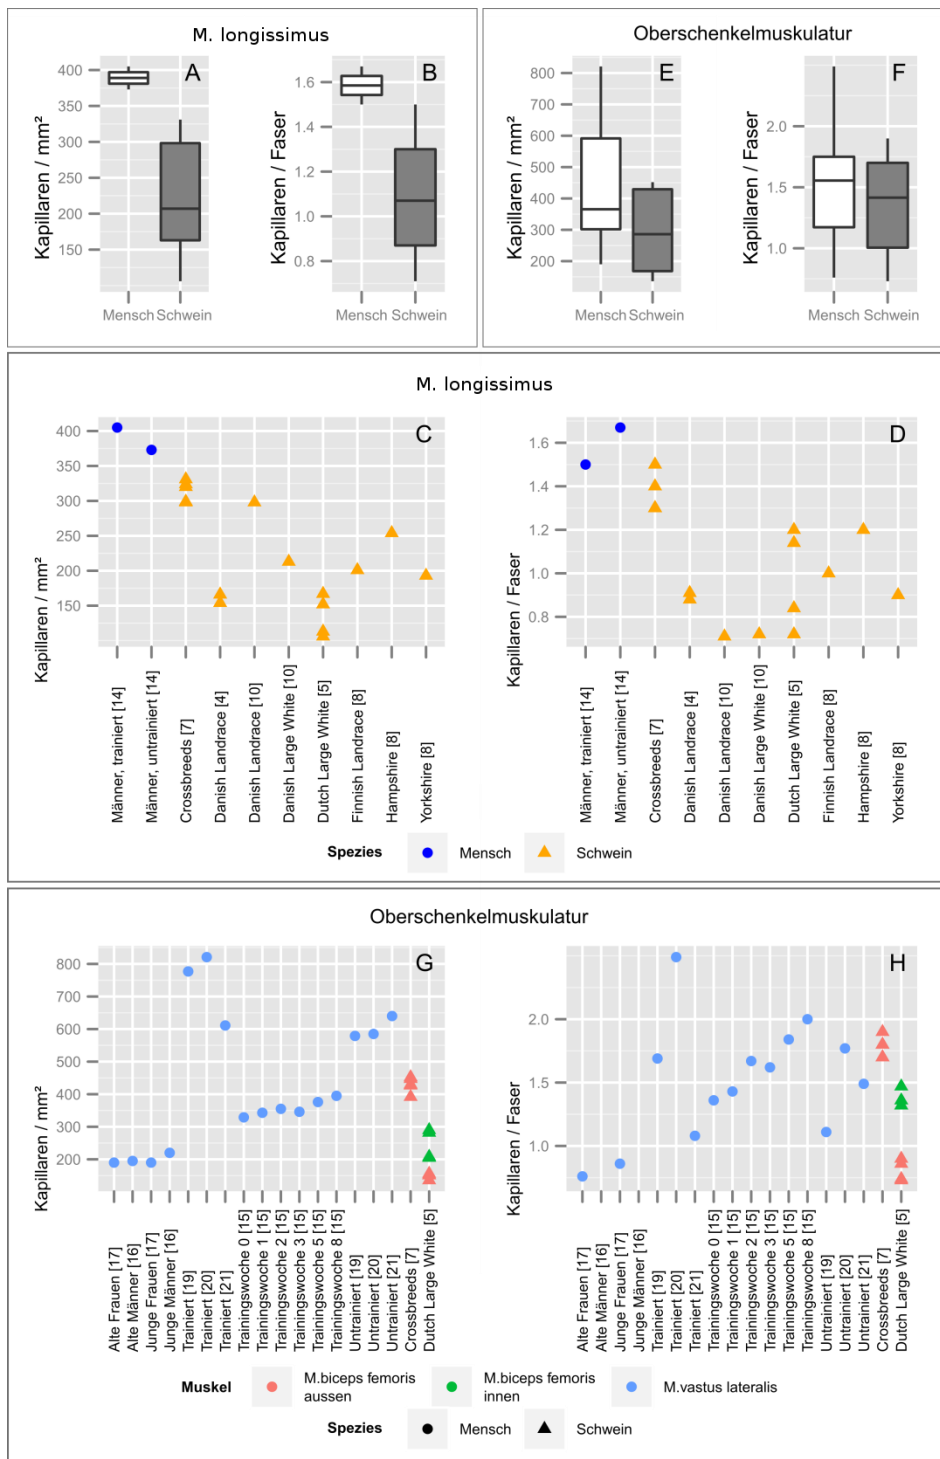 M. longissimus
A
Kapillaren / mm²
400
350
300
250
200
150
Mensch Schwein
B
Kapillaren / Faser
1.6
1.4
1.2
1.0
0.8
Mensch Schwein
Oberschenkelmuskulatur
E
Kapillaren / mm²
800
700
600
500
400
300
200
Mensch Schwein
F
Kapillaren / Faser
2.0
1.5
1.0
Mensch Schwein
M. longissimus
C
Kapillaren / mm²
400
350
300
250
200
150
Männer, trainiert [14]
Männer, untrainiert [14]
Crossbreeds [7]
Danish Landrace [4]
Danish Landrace [10]
Danish Large White [10]
Dutch Large White [5]
Finnish Landrace [8]
Hampshire [8]
Yorkshire [8]
D
Kapillaren / Faser
1.6
1.4
1.2
1.0
0.8
Männer, trainiert [14]
Männer, untrainiert [14]
Crossbreeds [7]
Danish Landrace [4]
Danish Landrace [10]
Danish Large White [10]
Dutch Large White [5]
Finnish Landrace [8]
Hampshire [8]
Yorkshire [8]
Spezies Mensch Schwein
Oberschenkelmuskulatur
G
Kapillaren / mm²
800
700
600
500
400
300
200
Alte Frauen [17]
Alte Männer [16]
Junge Frauen [17]
Junge Männer [16]
Trainiert [19]
Trainiert [20]
Trainiert [21]
Trainingswoche 0 [15]
Trainingswoche 1 [15]
Trainingswoche 2 [15]
Trainingswoche 3 [15]
Trainingswoche 5 [15]
Trainingswoche 8 [15]
Untrainiert [19]
Untrainiert [20]
Untrainiert [21]
Crossbreeds [7]
Dutch Large White [5]
H
Kapillaren / Faser
2.0
1.5
1.0
Alte Frauen [17]
Alte Männer [16]
Junge Frauen [17]
Junge Männer [16]
Trainiert [19]
Trainiert [20]
Trainiert [21]
Trainingswoche 0 [15]
Trainingswoche 1 [15]
Trainingswoche 2 [15]
Trainingswoche 3 [15]
Trainingswoche 5 [15]
Trainingswoche 8 [15]
Untrainiert [19]
Untrainiert [20]
Untrainiert [21]
Crossbreeds [7]
Dutch Large White [5]
Muskel
M.biceps femoris
aussen
M.biceps femoris
innen
M.vastus lateralis
Spezies Mensch Schwein